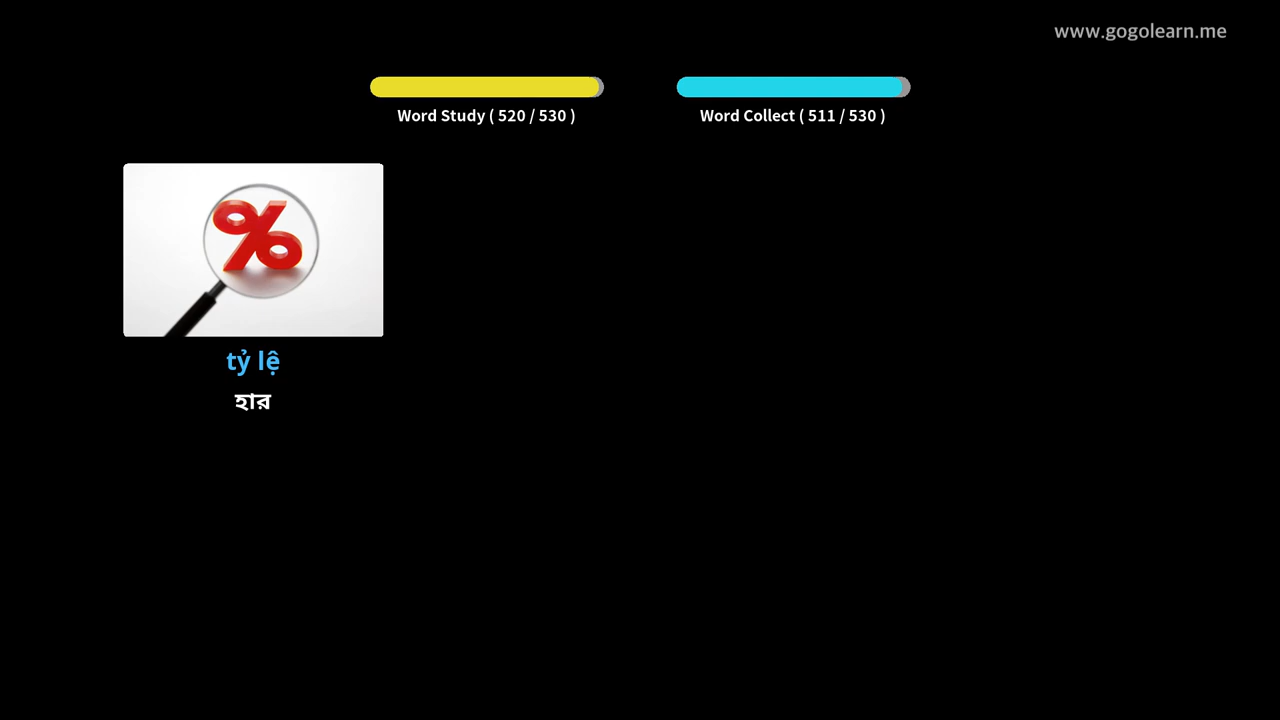 www.gogolearn.me
Word Study ( 520 / 530 )
Word Collect ( 511 / 530 )
%
tỷ lệ
হার